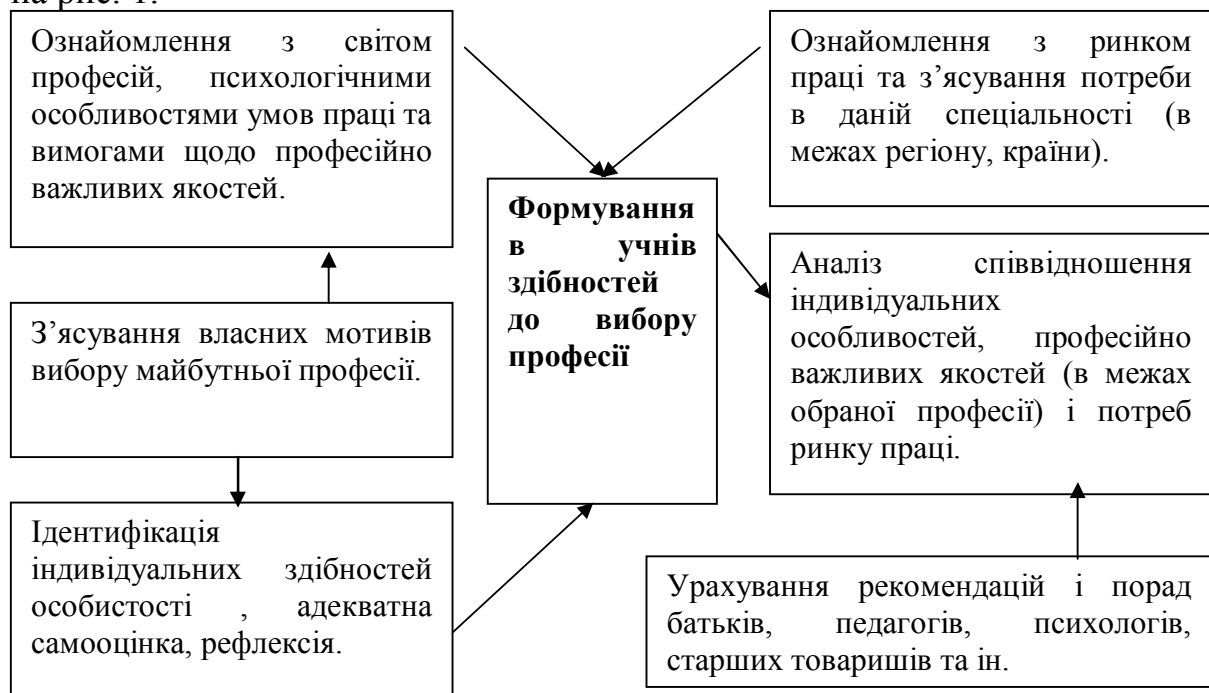 на рис. 1.
Ознайомлення з світом
професій, психологічними
особливостями умов праці та
вимогами щодо професійно
важливих якостей.
Ознайомлення з ринком
праці та з’ясування потреби
в даній спеціальності (в
межах регіону, країни).
Формування
в учнів
здібностей
до вибору
професії
З’ясування власних мотивів
вибору майбутньої професії.
Аналіз співвідношення
індивідуальних
особливостей, професійно
важливих якостей (в межах
обраної професії) і потреб
ринку праці.
Ідентифікація
індивідуальних здібностей
особистості , адекватна
самооцінка, рефлексія.
Урахування рекомендацій і порад
батьків, педагогів, психологів,
старших товаришів та ін.